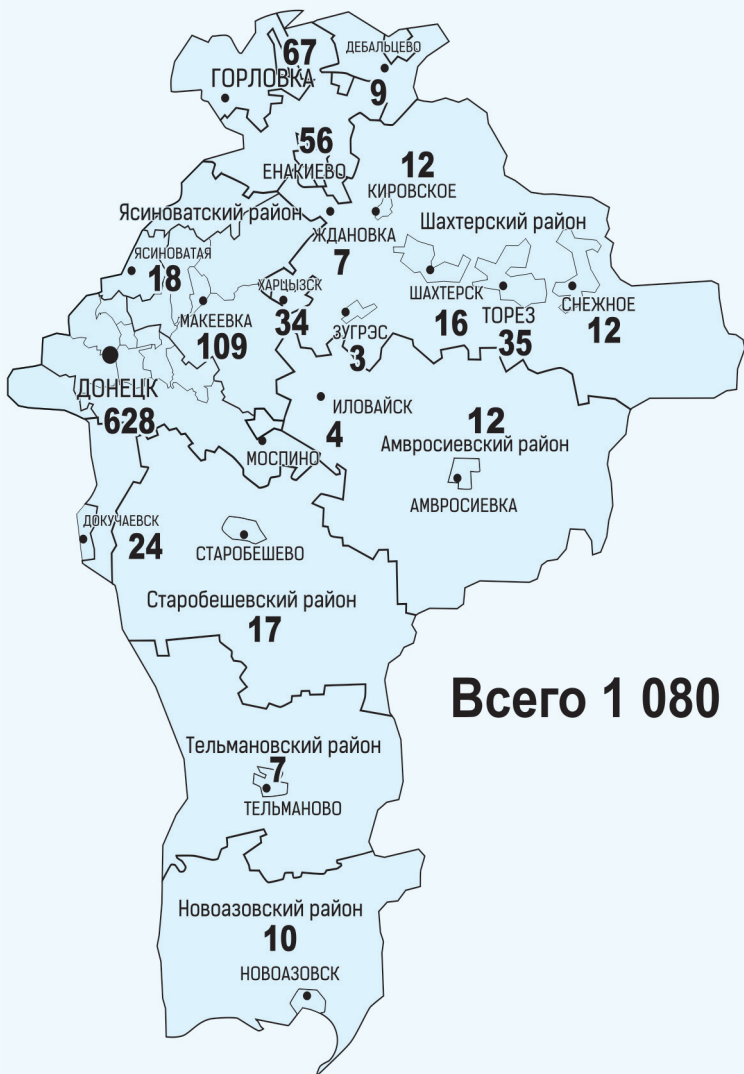 67
ДЕБАЛЬЦЕВО
ГОРЛОВКА
9
56
ЕНАКИЕВО
12
КИРОВСКОЕ
Ясиноватский район
Шахтерский район
ЖДАНОВКА
7
ЯСИНОВАТАЯ
18
ХАРЦЫЗСК
34
МАКЕЕВКА
109
ЗУГРЭС
3
ШАХТЕРСК
16
ТОРЕЗ
35
СНЕЖНОЕ
12
ДОНЕЦК
628
ИЛОВАЙСК
4
МОСПИНО
12
Амвросиевский район
АМВРОСИЕВКА
ДОКУЧАЕВСК
24
СТАРОБЕШЕВО
Старобешевский район
17
Всего 1 080
Тельмановский район
7
ТЕЛЬМАНОВО
Новоазовский район
10
НОВОАЗОВСК